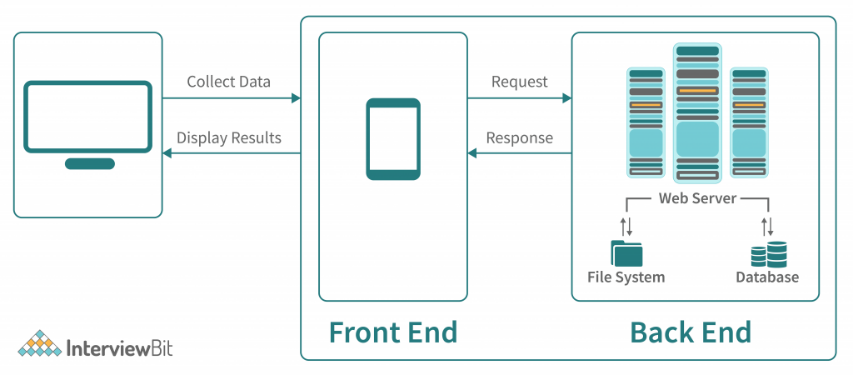 Collect Data
Display Results
Request
Response
Web Server
File System
Database
Front End
Back End
InterviewBit